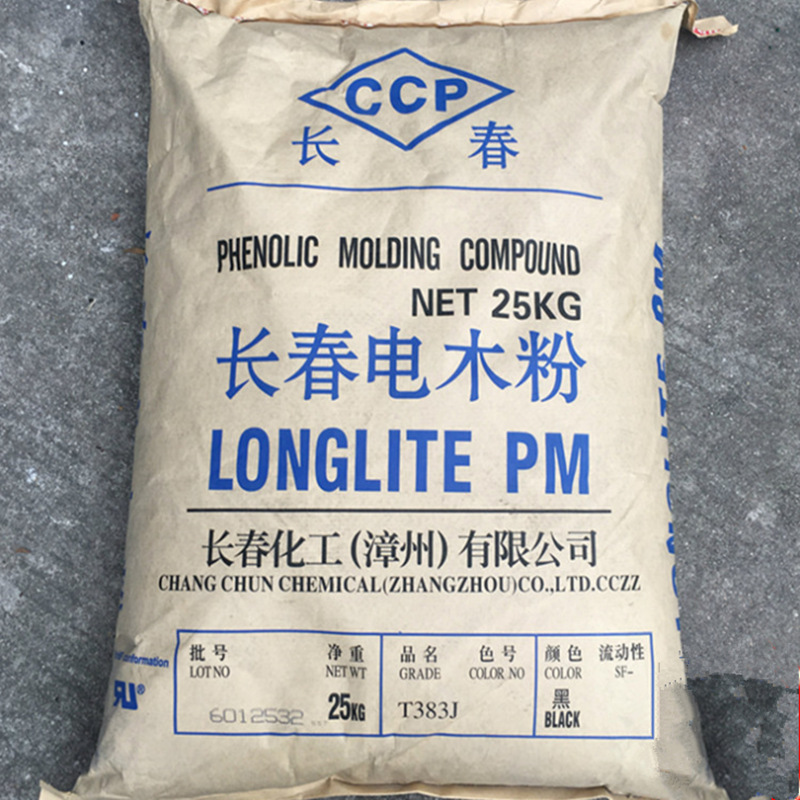 CCP
长 春
PHENOLIC MOLDING COMPOUND
NET 25KG
长春电木粉
LONGLITE PM
长春化工(漳州)有限公司
CHANG CHUN CHEMICAL(ZHANGZHOU)CO.,LTD.CCZZ
批号 净重 品名 色号 颜色 流动性
LOT NO NET WT GRADE COLOR NO COLOR SF-
6012532 25KG T383J 黑
BLACK